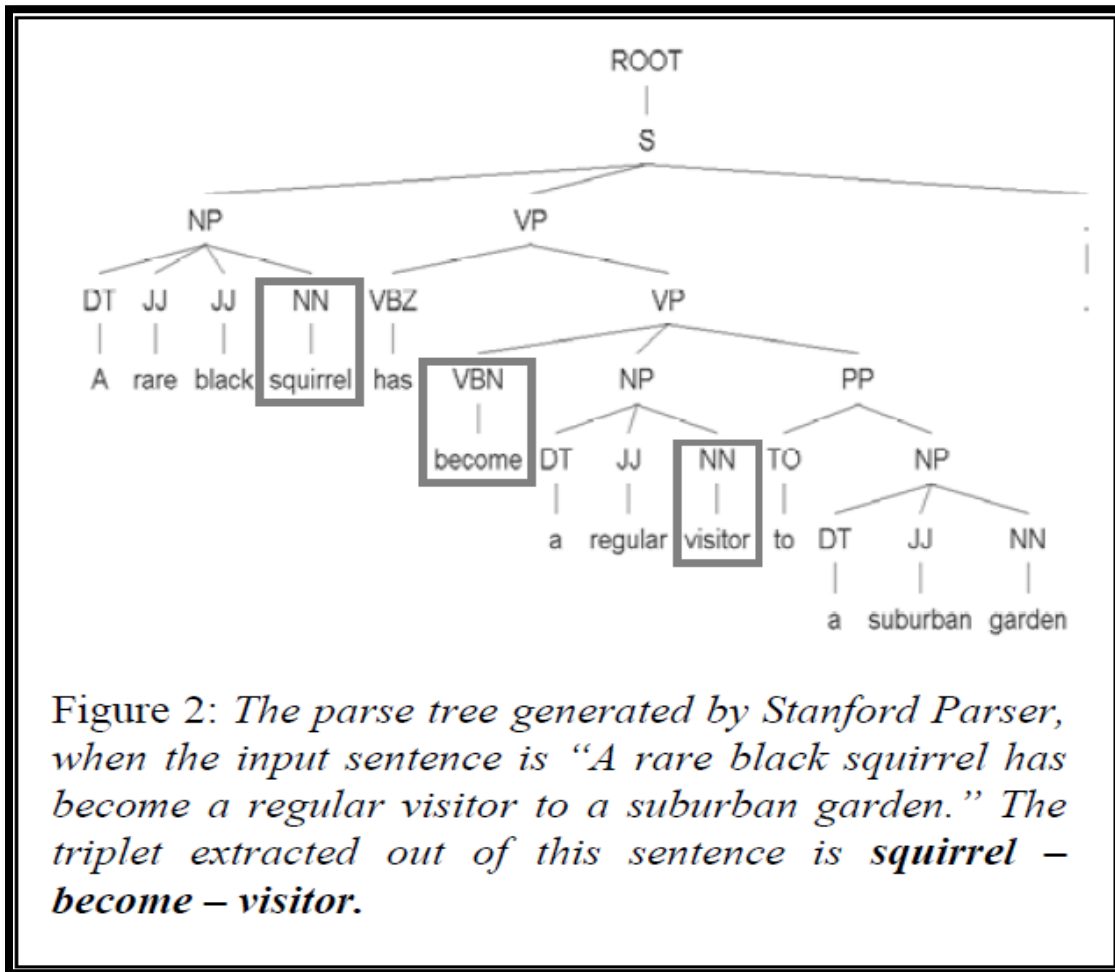 ROOT
S
NP VP .
DT JJ JJ NN VBZ VP .
A rare black squirrel has VBN NP PP
become DT JJ NN TO NP
a regular visitor to DT JJ NN
a suburban garden
Figure 2: The parse tree generated by Stanford Parser,
when the input sentence is “A rare black squirrel has
become a regular visitor to a suburban garden.” The
triplet extracted out of this sentence is squirrel –
become – visitor.